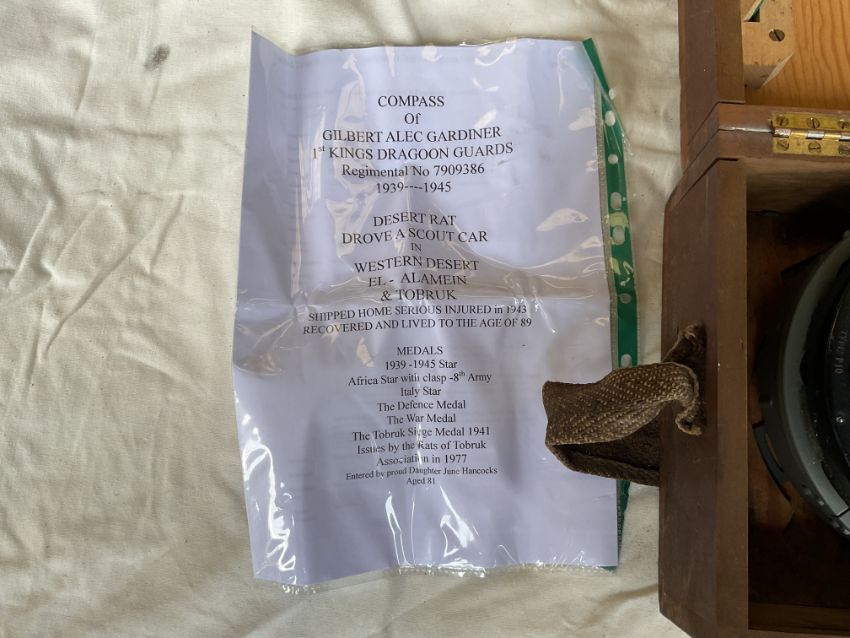 COMPASS
Of
GILBERT ALEC GARDINER
1st KINGS DRAGOON GUARDS
Regimental No 7909386
1939----1945
DESERT RAT
DROVE A SCOUT CAR
IN
WESTERN DESERT
EL - ALAMEIN
& TOBRUK
SHIPPED HOME SERIOUS INJURED in 1943
RECOVERED AND LIVED TO THE AGE OF 89
MEDALS
1939 -1945 Star
Africa Star with clasp -8th Army
Italy Star
The Defence Medal
The War Medal
The Tobruk Siege Medal 1941
Issues by the Rats of Tobruk
Association in 1977
Entered by proud Daughter June Hancocks
Aged 81